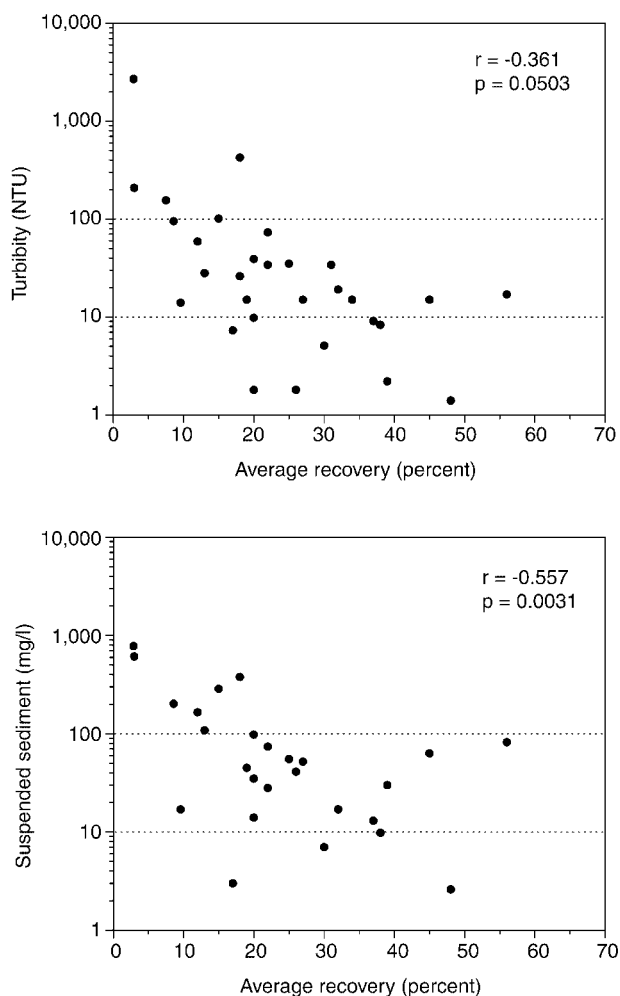 10,000
r = -0.361
p = 0.0503
1,000
Turbibity (NTU)
100
10
1
0 10 20 30 40 50 60 70
Average recovery (percent)
10,000
r = -0.557
p = 0.0031
1,000
Suspended sediment (mg/l)
100
10
1
0 10 20 30 40 50 60 70
Average recovery (percent)